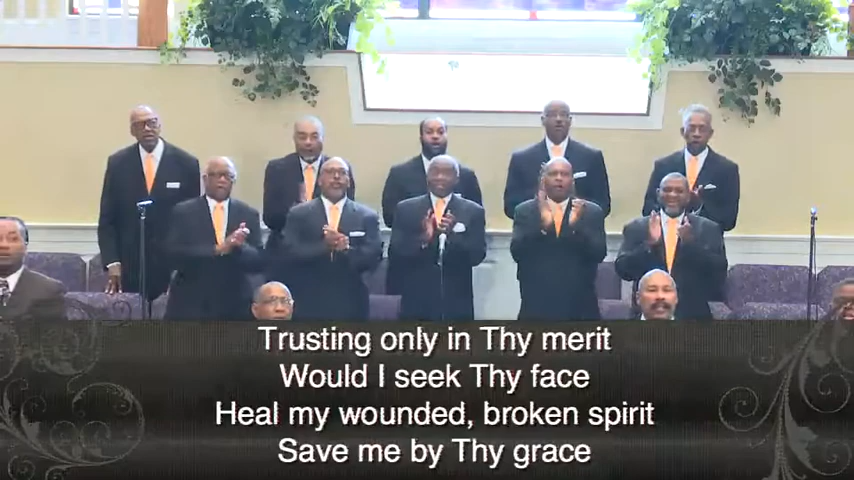 Trusting only in Thy merit
Would I seek Thy face
Heal my wounded, broken spirit
Save me by Thy grace